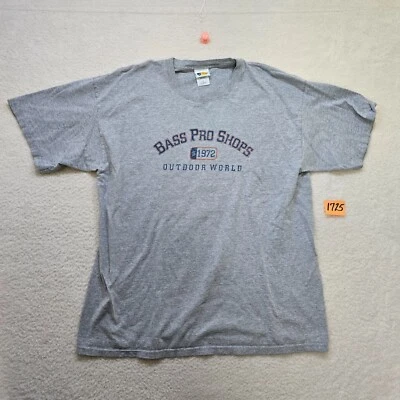 BASS PRO SHOPS
1972
OUTDOOR WORLD
1725